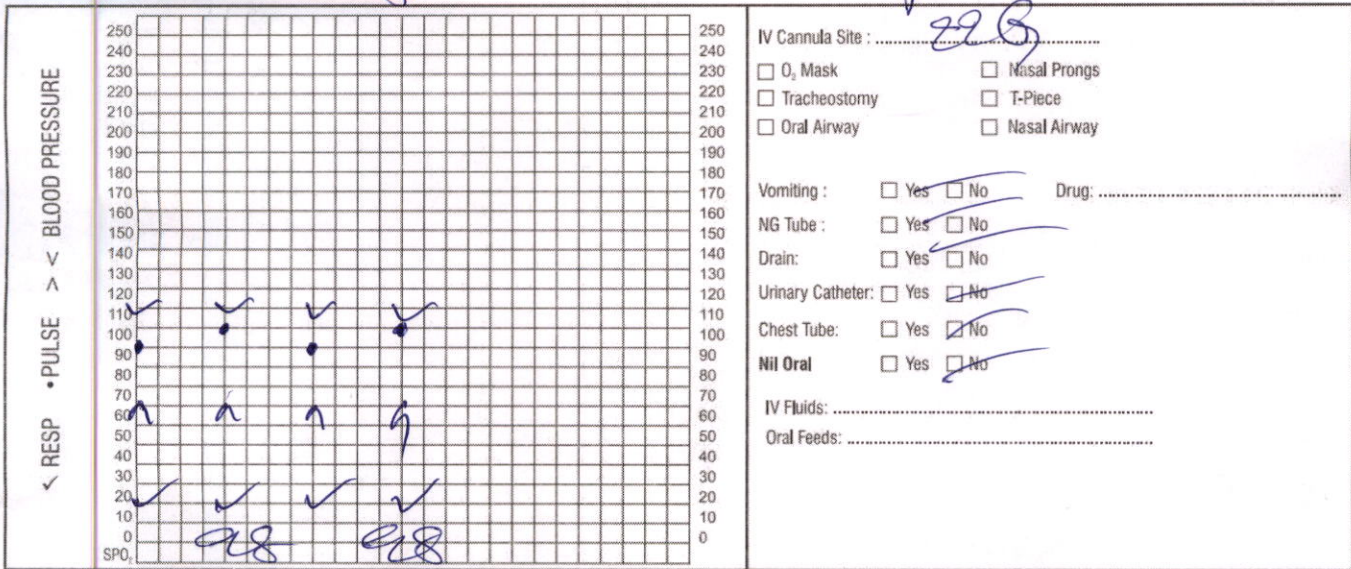 < RESP • PULSE > < BLOOD PRESSURE
250 250
240 240
230 230
220 220
210 210
200 200
190 190
180 180
170 170
160 160
150 150
140 140
130 130
120 120
100 100
90 90
80 80
70 70
60 60
50 50
40 40
30 30
20 20
10 10
0 0
SPO₂ 98 98
IV Cannula Site : 22 G
☐ O₂ Mask ☐ Nasal Prongs
☐ Tracheostomy ☐ T-Piece
☐ Oral Airway ☐ Nasal Airway
Vomiting : ☐ Yes ☐ No Drug:
NG Tube : ☐ Yes ☐ No
Drain: ☐ Yes ☐ No
Urinary Catheter: ☐ Yes ☐ No
Chest Tube: ☐ Yes ☐ No
Nil Oral ☐ Yes ☐ No
IV Fluids:
Oral Feeds: